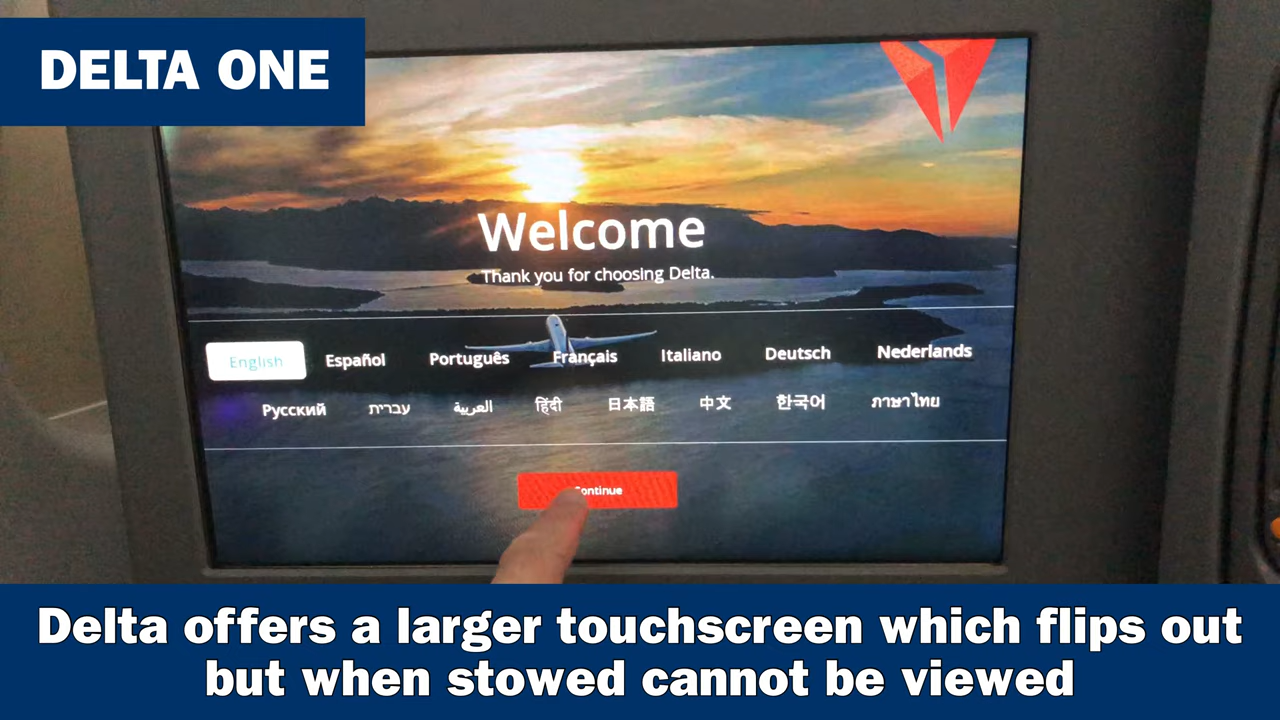 DELTA ONE
Welcome
Thank you for choosing Delta.
English Español Português Français Italiano Deutsch Nederlands
Русский עברית العربية हिंदी 日本語 中文 한국어 ภาษาไทย
Continue
Delta offers a larger touchscreen which flips out
but when stowed cannot be viewed